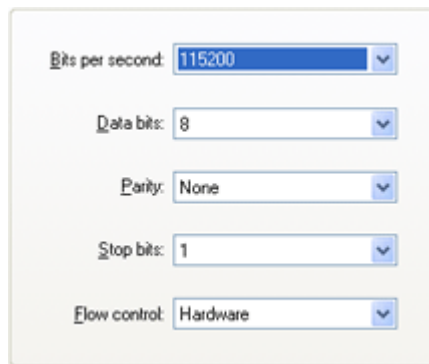 Bits per second: 115200
Data bits: 8
Parity: None
Stop bits: 1
Flow control: Hardware